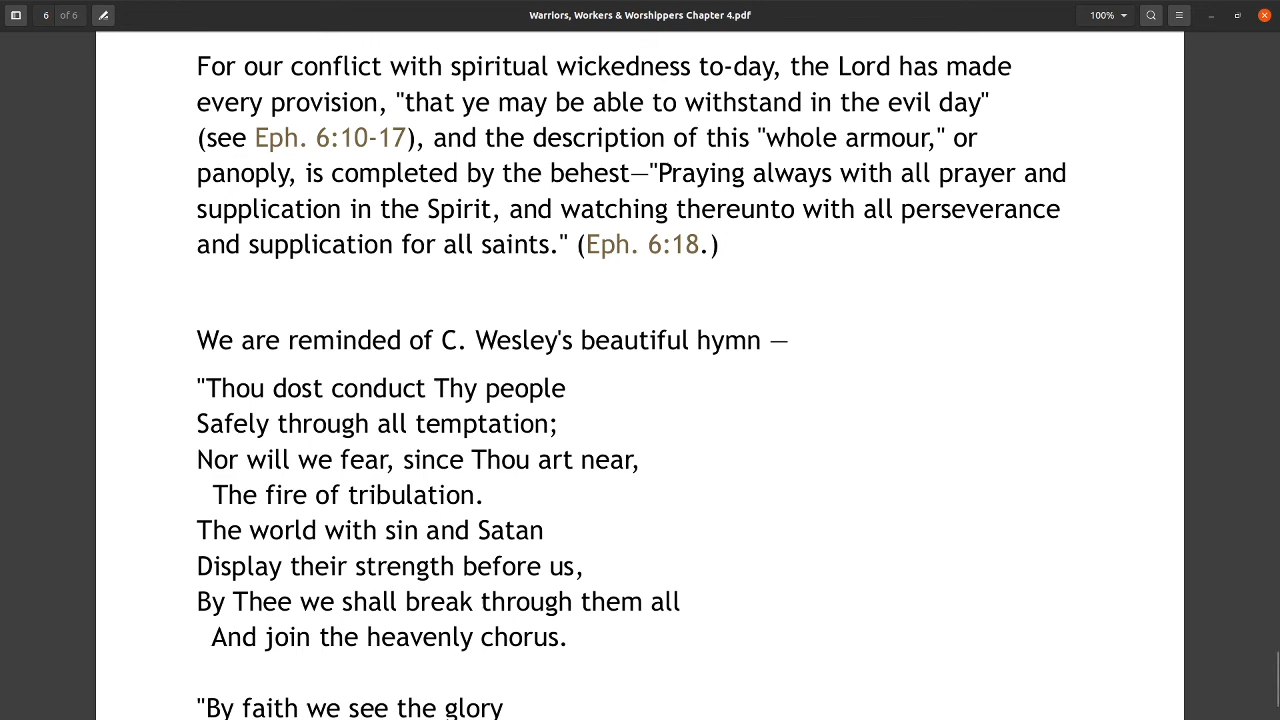 6 of 6
Warriors, Workers & Worshippers Chapter 4.pdf
100%
For our conflict with spiritual wickedness to-day, the Lord has made
every provision, "that ye may be able to withstand in the evil day"
(see Eph. 6:10-17), and the description of this "whole armour," or
panoply, is completed by the behest—"Praying always with all prayer and
supplication in the Spirit, and watching thereunto with all perseverance
and supplication for all saints." (Eph. 6:18.)
We are reminded of C. Wesley's beautiful hymn —
"Thou dost conduct Thy people
Safely through all temptation;
Nor will we fear, since Thou art near,
The fire of tribulation.
The world with sin and Satan
Display their strength before us,
By Thee we shall break through them all
And join the heavenly chorus.
"By faith we see the glory